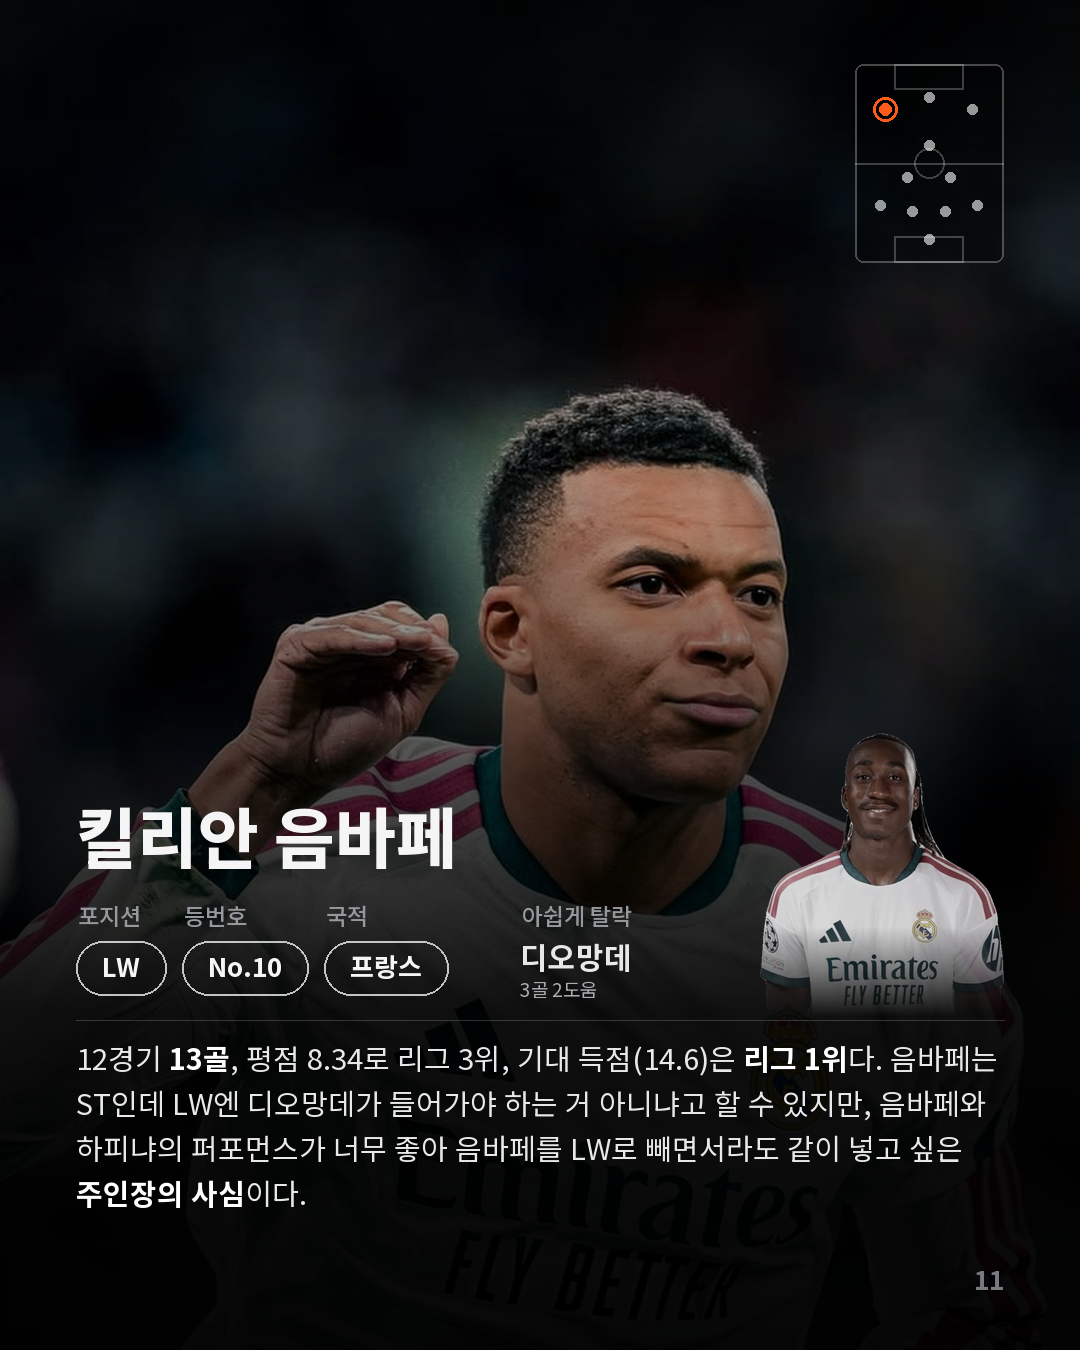 킬리안 음바페
포지션 등번호 국적 아쉽게 탈락
LW No.10 프랑스 디오망데
3골 2도움
Emirates
FLY BETTER
12경기 13골, 평점 8.34로 리그 3위, 기대 득점(14.6)은 리그 1위다. 음바페는
ST인데 LW엔 디오망데가 들어가야 하는 거 아니냐고 할 수 있지만, 음바페와
하피냐의 퍼포먼스가 너무 좋아 음바페를 LW로 빼면서라도 같이 넣고 싶은
주인장의 사심이다.
Emirates
FLY BETTER
11